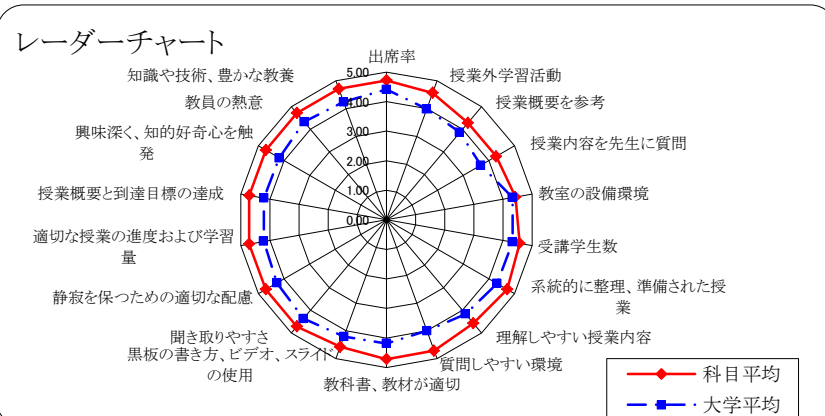 レーダーチャート
出席率
授業外学習活動
授業概要を参考
授業内容を先生に質問
教室の設備環境
受講学生数
系統的に整理、準備された授
業
理解しやすい授業内容
質問しやすい環境
教科書、教材が適切
黒板の書き方、ビデオ、スライド
の使用
聞き取りやすさ
静寂を保つための適切な配慮
適切な授業の進度および学習
量
授業概要と到達目標の達成
興味深く、知的好奇心を触
発
教員の熱意
知識や技術、豊かな教養
5.00
4.00
3.00
2.00
1.00
0.00
科目平均
大学平均